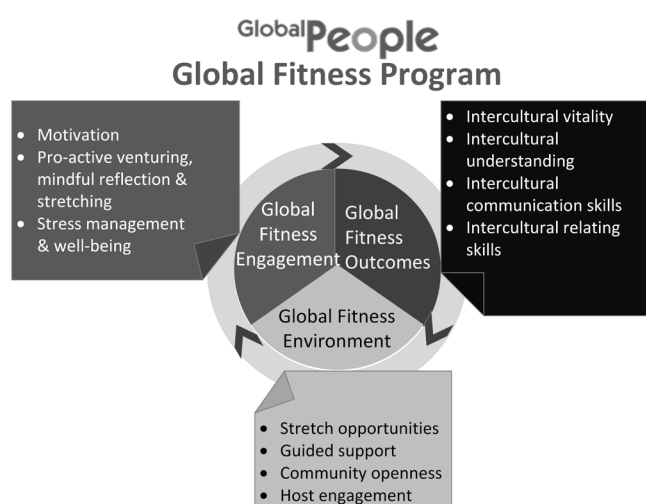 GlobalPeople
Global Fitness Program
• Motivation
• Pro-active venturing,
mindful reflection &
stretching
• Stress management
& well-being
• Intercultural vitality
• Intercultural
understanding
• Intercultural
communication skills
• Intercultural relating
skills
Global
Fitness
Engagement
Global
Fitness
Outcomes
Global Fitness
Environment
• Stretch opportunities
• Guided support
• Community openness
• Host engagement